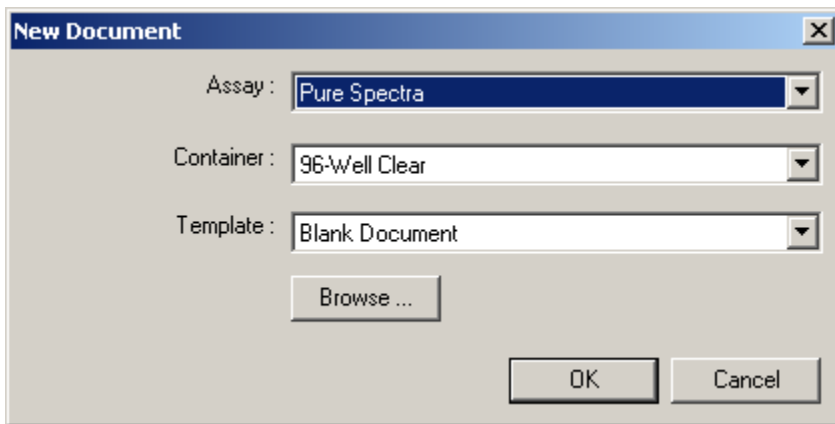 New Document
Assay : Pure Spectra
Container : 96-Well Clear
Template : Blank Document
Browse ...
OK Cancel